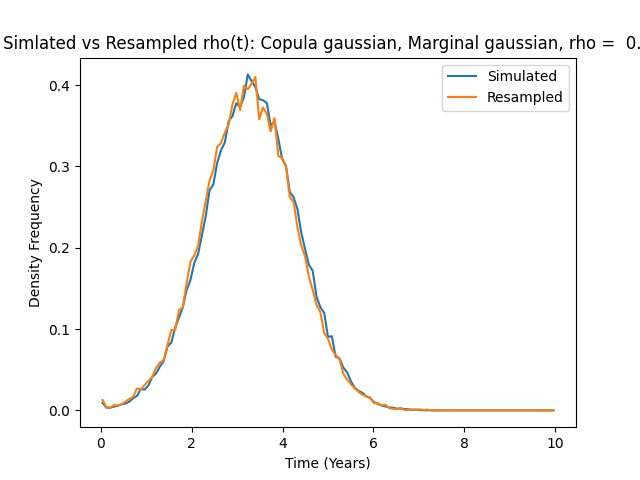 Simlated vs Resampled rho(t): Copula gaussian, Marginal gaussian, rho =  0.
Simulated
Resampled
Density Frequency
0.4
0.3
0.2
0.1
0.0
0 2 4 6 8 10
Time (Years)